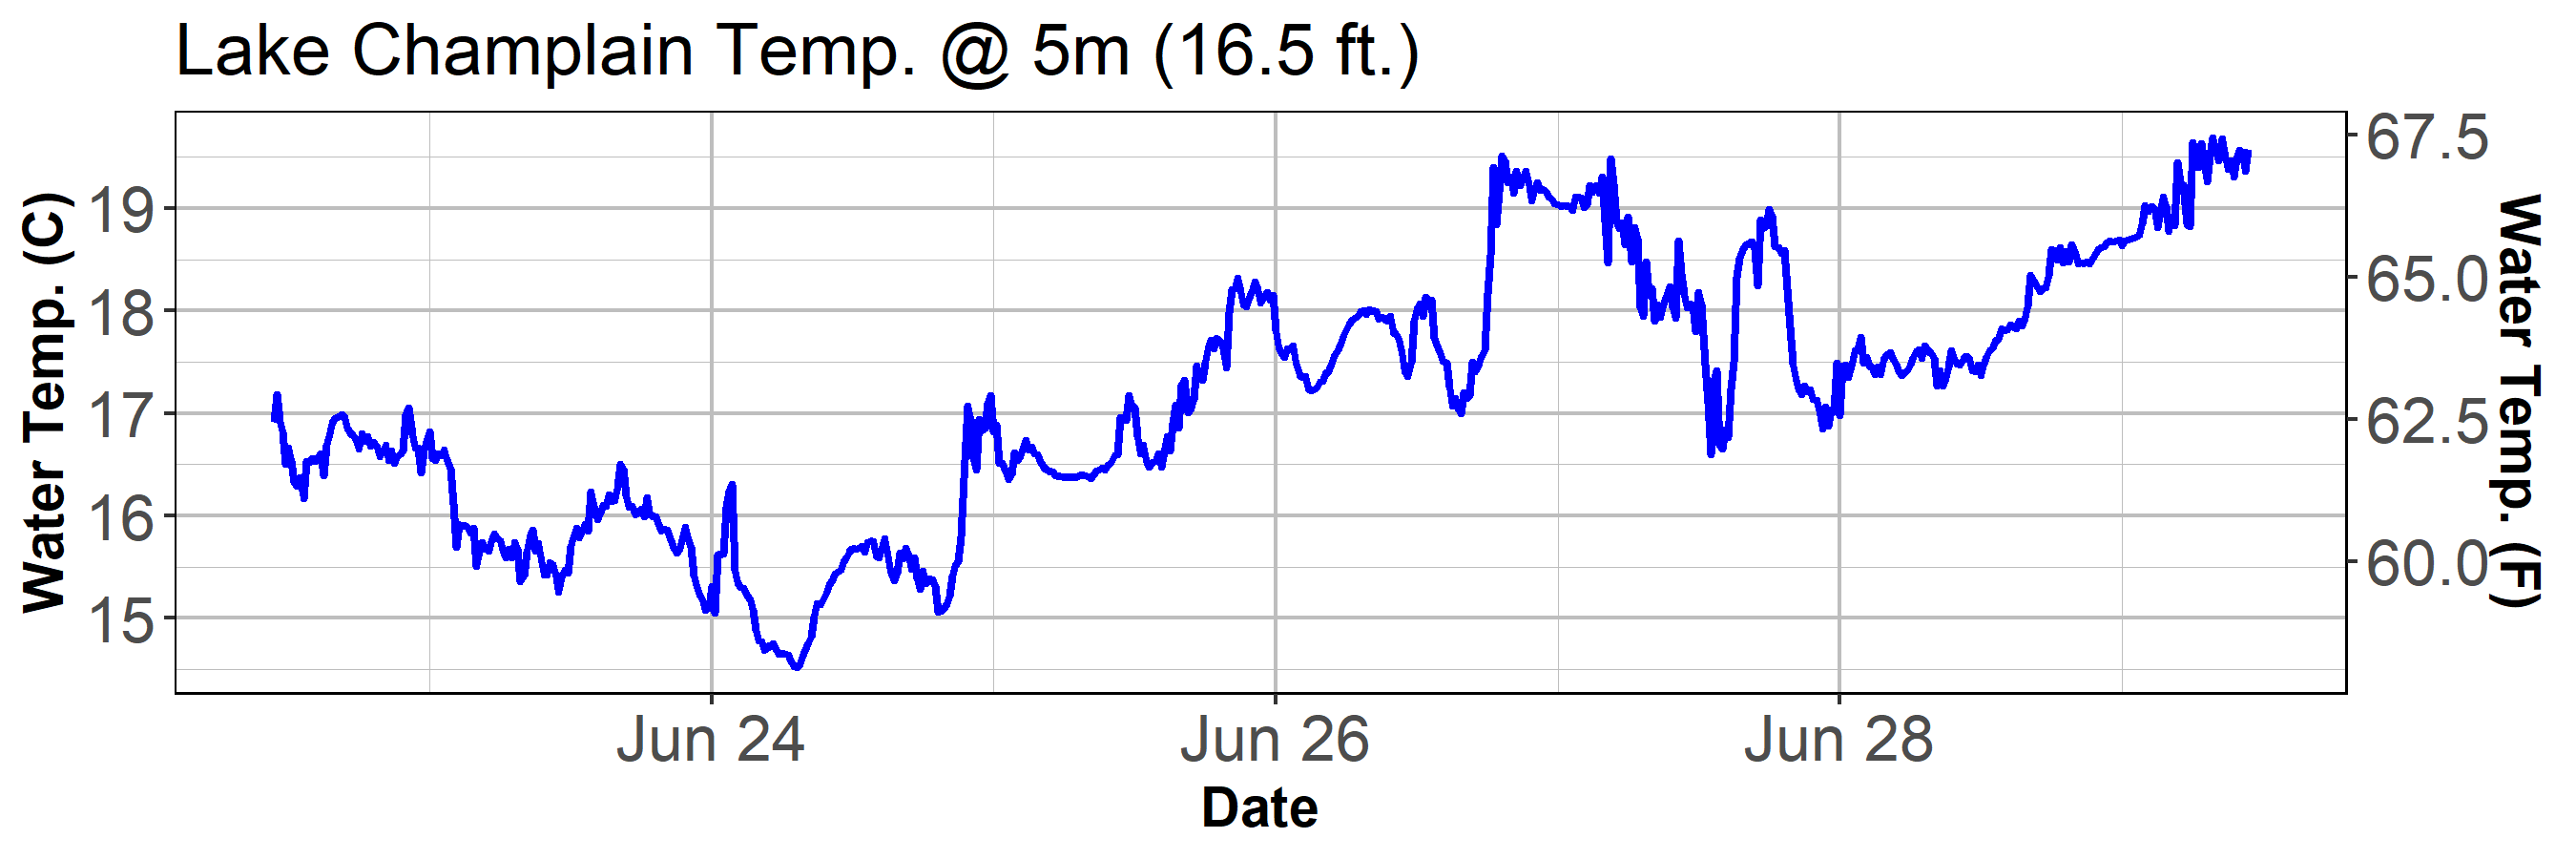 Lake Champlain Temp. @ 5m (16.5 ft.)
Water Temp. (C)
19
18
17
16
15
67.5
65.0
62.5
60.0
Water Temp. (F)
Jun 24 Jun 26 Jun 28
Date